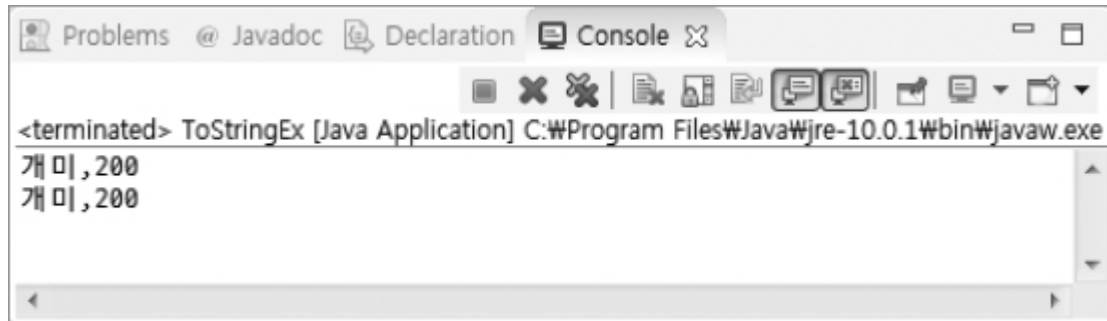 Problems @ Javadoc Declaration Console
<terminated> ToStringEx [Java Application] C:₩Program Files₩Java₩jre-10.0.1₩bin₩javaw.exe
개미,200
개미,200